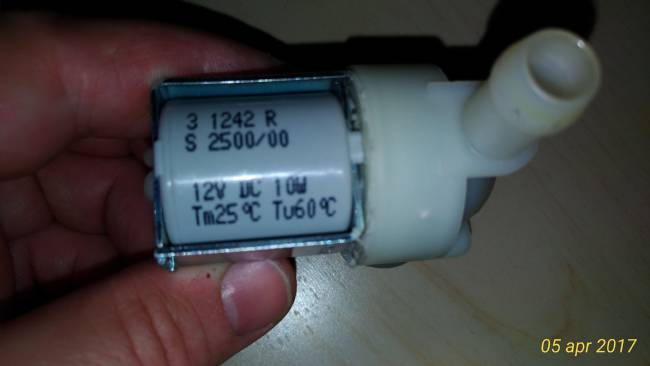 3 1242 R
S 2500/00
12V DC 10W
Tm25°C Tu60°C
05 apr 2017